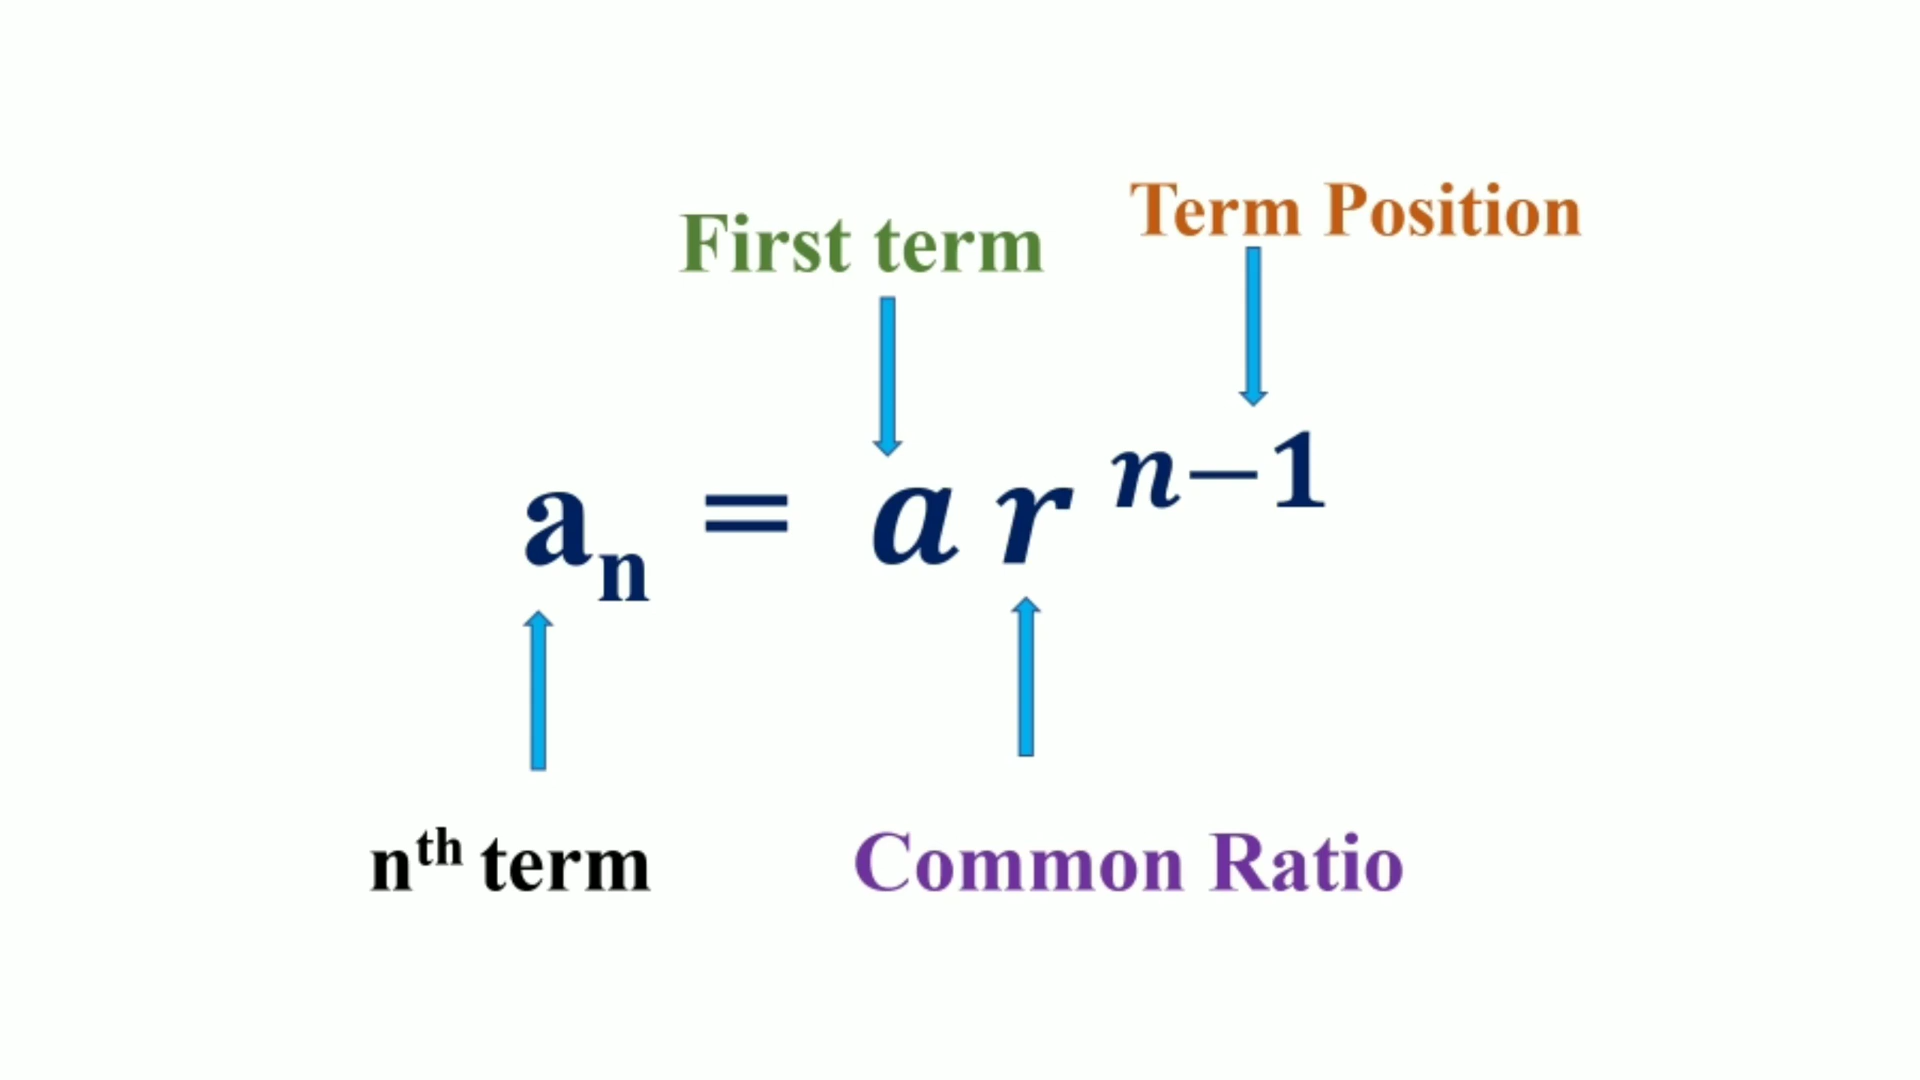 Term Position
First term
aₙ = a r ⁿ⁻¹
nᵗʰ term
Common Ratio